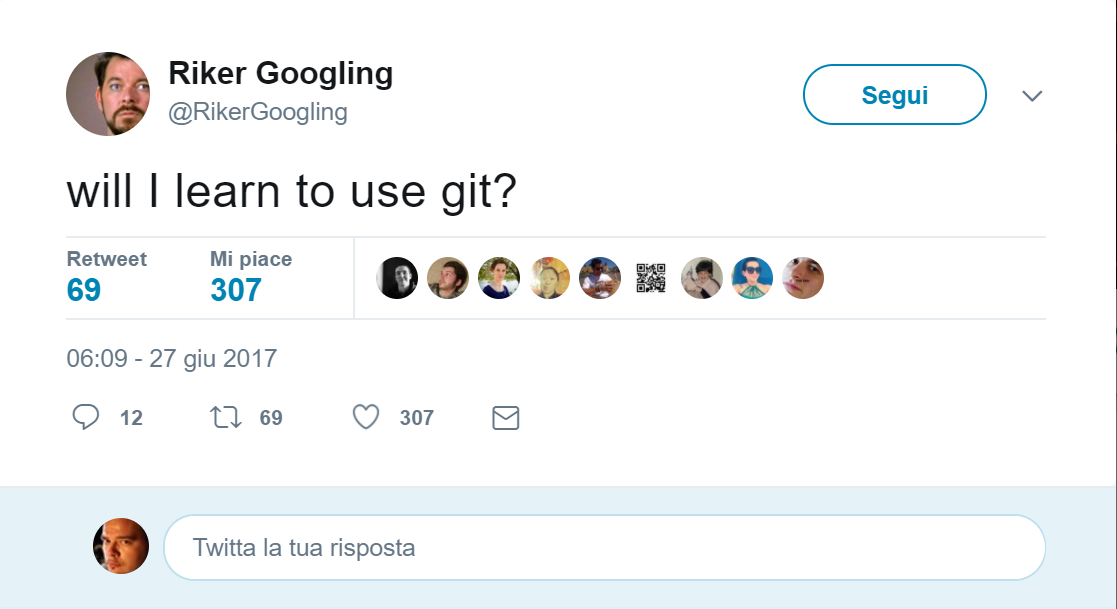 Riker Googling
@RikerGoogling
Segui
will I learn to use git?
Retweet
69
Mi piace
307
06:09 - 27 giu 2017
12
69
307
Twitta la tua risposta